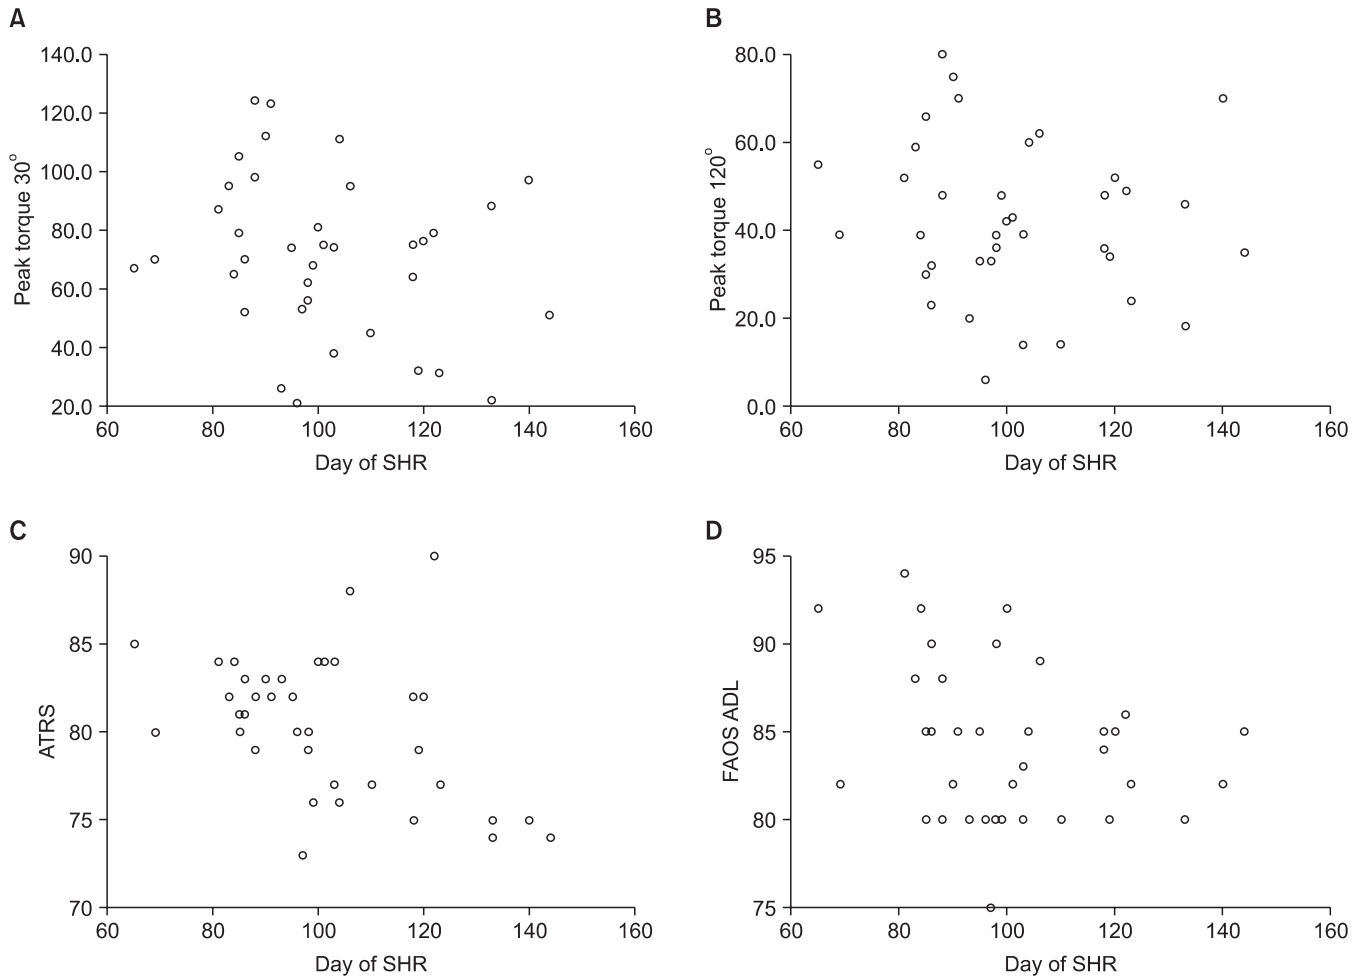 A
Peak torque 30°
140.0
120.0
100.0
80.0
60.0
40.0
20.0
60 80 100 120 140 160
Day of SHR
B
Peak torque 120°
80.0
60.0
40.0
20.0
0.0
60 80 100 120 140 160
Day of SHR
C
ATRS
90
85
80
75
70
60 80 100 120 140 160
Day of SHR
D
FAOS ADL
95
90
85
80
75
60 80 100 120 140 160
Day of SHR